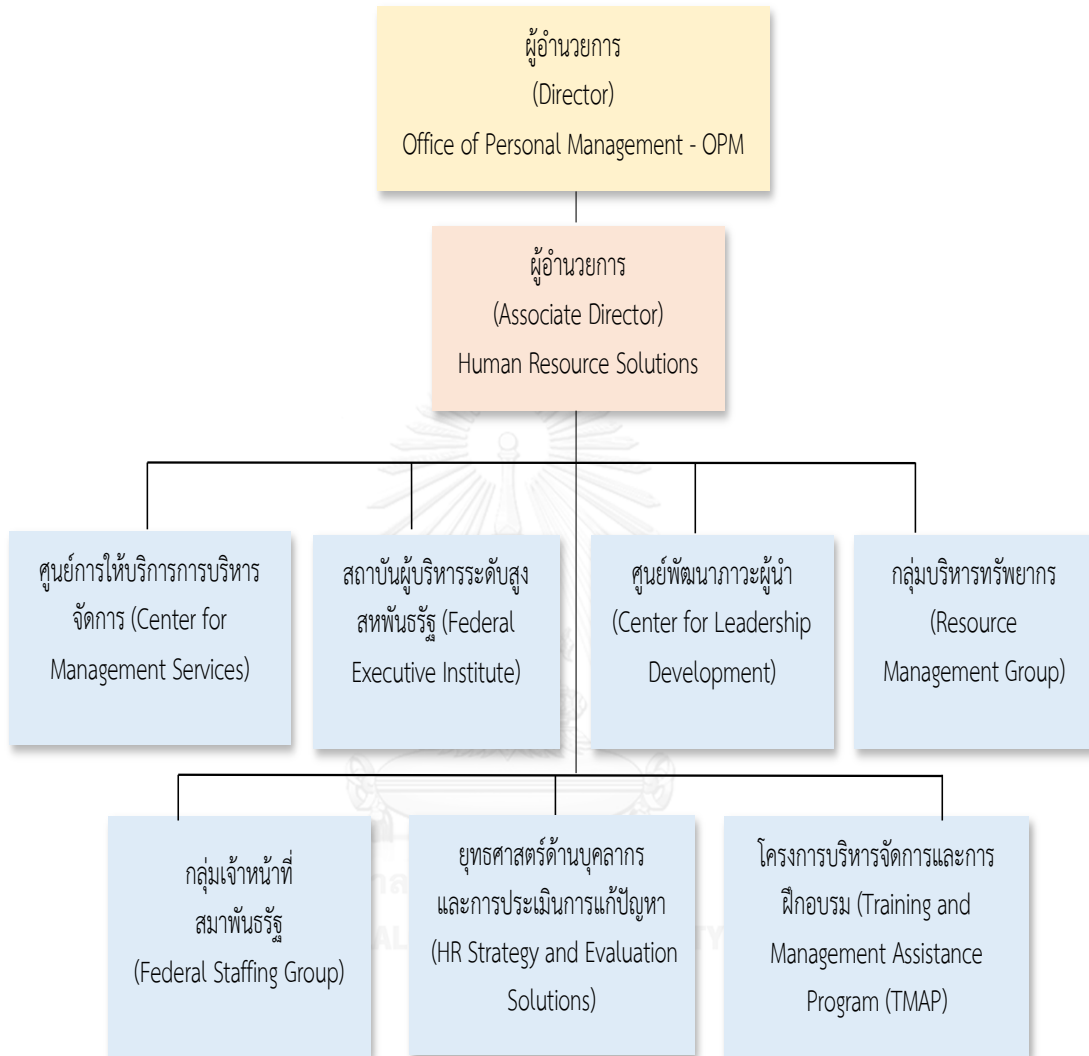 ผู้อำนวยการ
(Director)
Office of Personal Management - OPM
ผู้อำนวยการ
(Associate Director)
Human Resource Solutions
ศูนย์การให้บริการการบริหาร
จัดการ (Center for
Management Services)
สถาบันผู้บริหารระดับสูง
สหพันธรัฐ (Federal
Executive Institute)
ศูนย์พัฒนาภาวะผู้นำ
(Center for Leadership
Development)
กลุ่มบริหารทรัพยากร
(Resource
Management Group)
กลุ่มเจ้าหน้าที่
สมาพันธรัฐ
(Federal Staffing Group)
ยุทธศาสตร์ด้านบุคลากร
และการประเมินการแก้ปัญหา
(HR Strategy and Evaluation
Solutions)
โครงการบริหารจัดการและการ
ฝึกอบรม (Training and
Management Assistance
Program (TMAP)